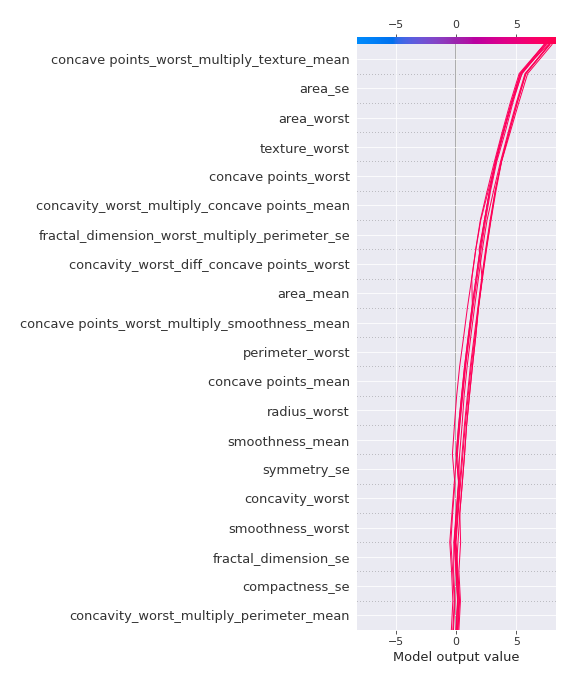 −5 0 5
concave points_worst_multiply_texture_mean
area_se
area_worst
texture_worst
concave points_worst
concavity_worst_multiply_concave points_mean
fractal_dimension_worst_multiply_perimeter_se
concavity_worst_diff_concave points_worst
area_mean
concave points_worst_multiply_smoothness_mean
perimeter_worst
concave points_mean
radius_worst
smoothness_mean
symmetry_se
concavity_worst
smoothness_worst
fractal_dimension_se
compactness_se
concavity_worst_multiply_perimeter_mean
−5 0 5
Model output value